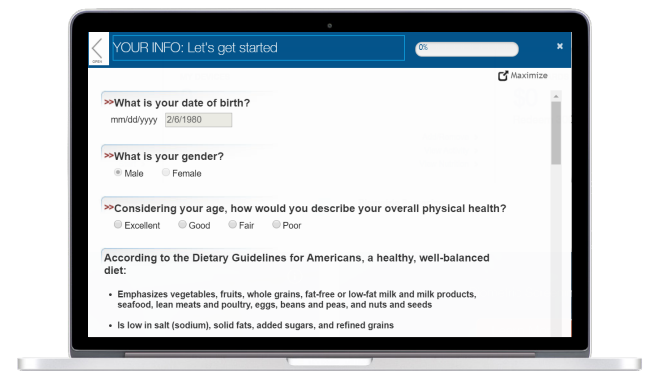 YOUR INFO: Let's get started
0%
×
OPEN
Maximize
>>What is your date of birth?
mm/dd/yyyy 2/6/1980
>>What is your gender?
Male Female
>>Considering your age, how would you describe your overall physical health?
Excellent Good Fair Poor
According to the Dietary Guidelines for Americans, a healthy, well-balanced
diet:
• Emphasizes vegetables, fruits, whole grains, fat-free or low-fat milk and milk products,
seafood, lean meats and poultry, eggs, beans and peas, and nuts and seeds
• Is low in salt (sodium), solid fats, added sugars, and refined grains